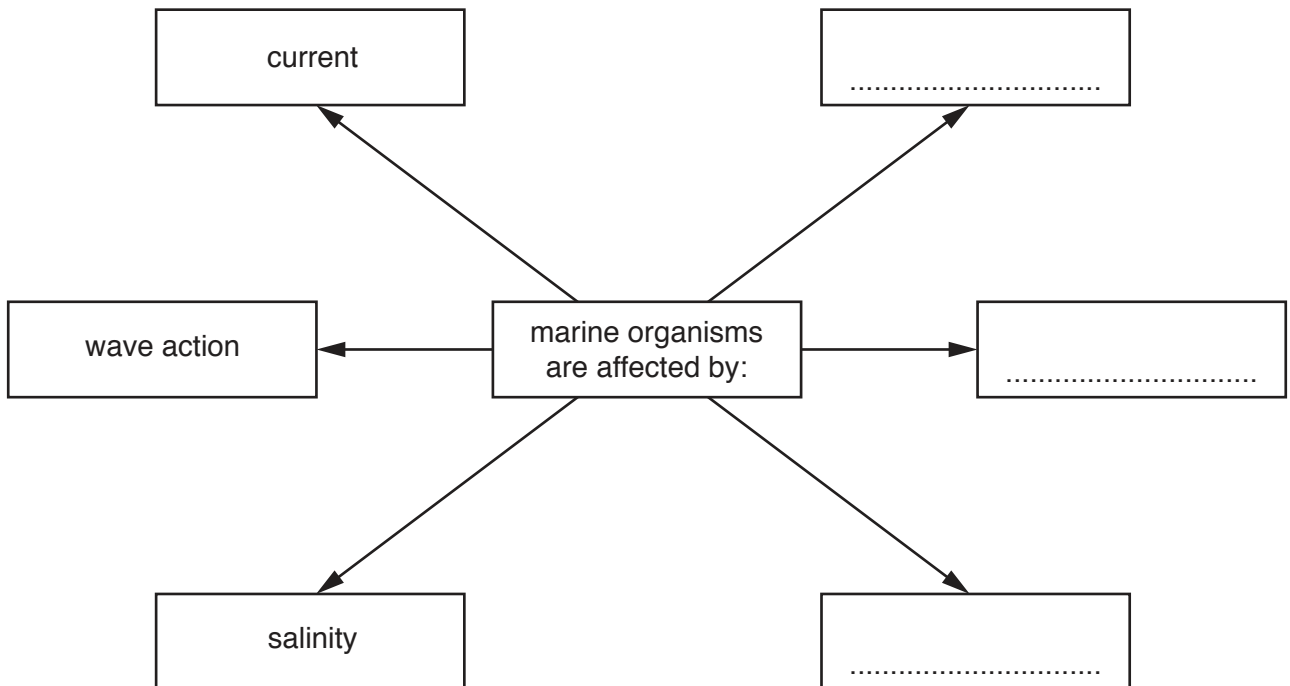 current
..............................
wave action
marine organisms
are affected by:
..............................
salinity
..............................